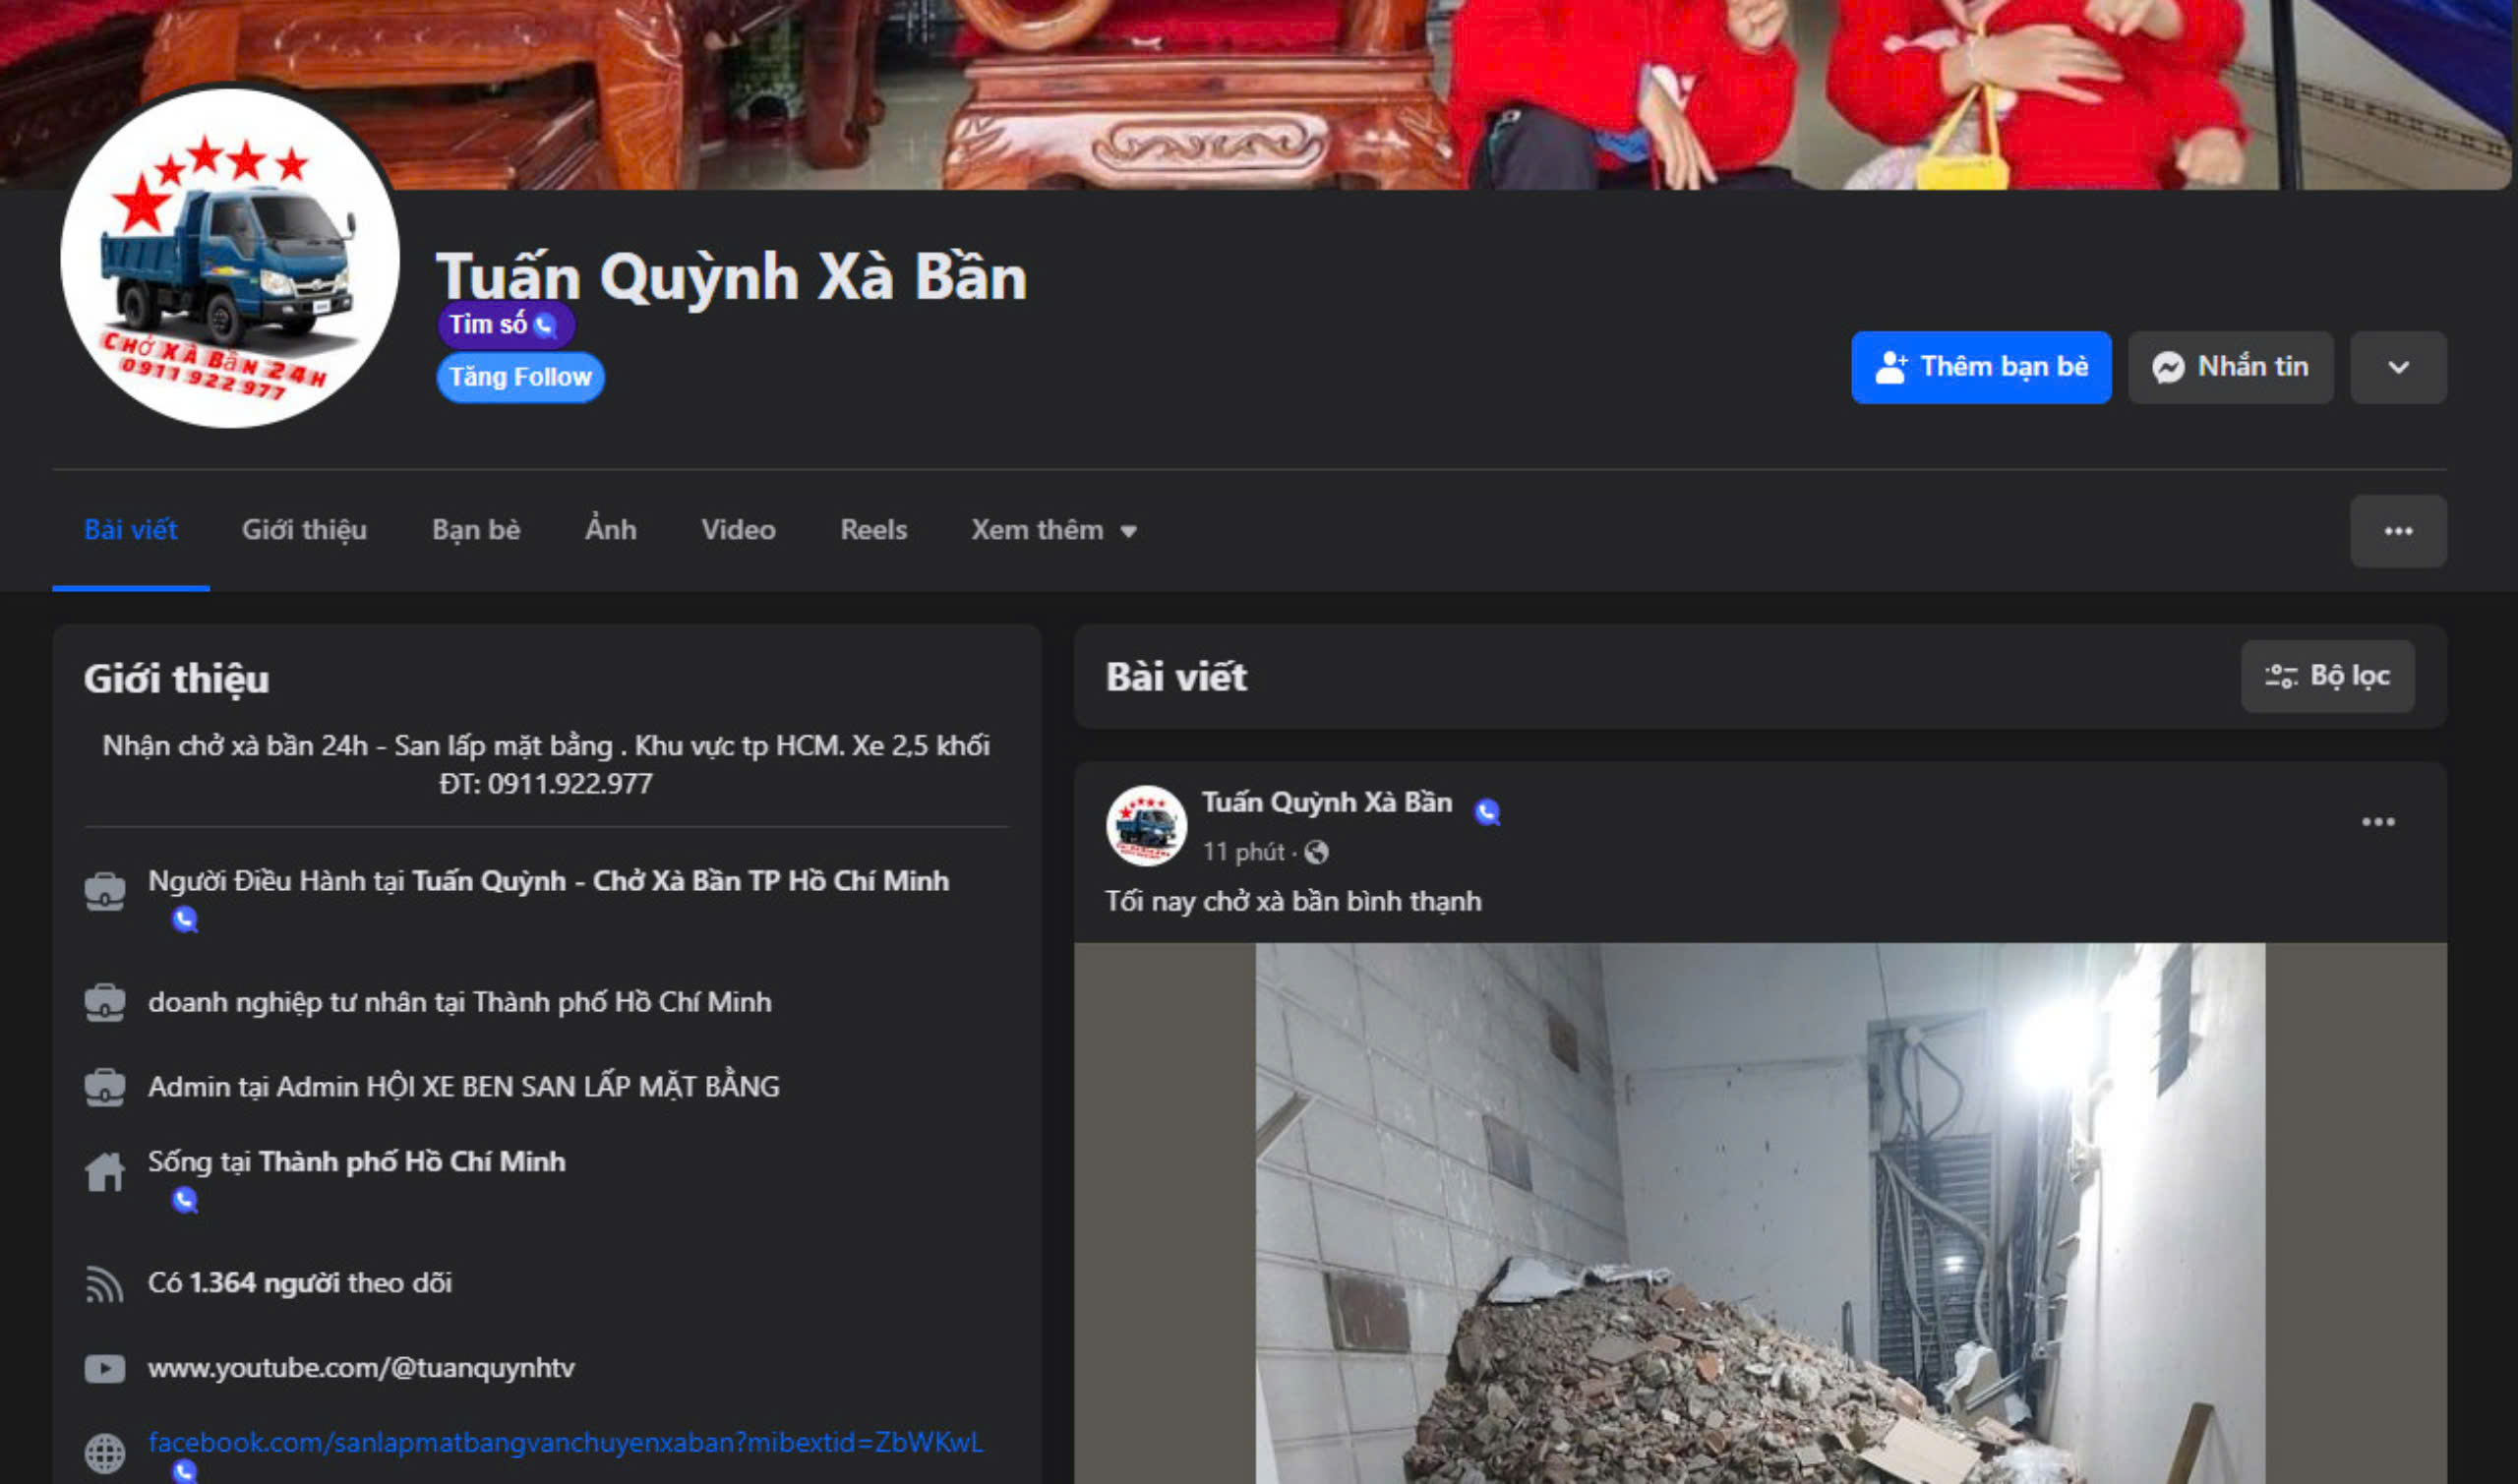 CHỞ XÀ BẦN 24H
0911 922 977
Tuấn Quỳnh Xà Bần
Tìm số
Tăng Follow
Thêm bạn bè
Nhắn tin
Bài viết
Giới thiệu
Bạn bè
Ảnh
Video
Reels
Xem thêm
Giới thiệu
Nhận chở xà bần 24h - San lấp mặt bằng . Khu vực tp HCM. Xe 2,5 khối
ĐT: 0911.922.977
Người Điều Hành tại Tuấn Quỳnh - Chở Xà Bần TP Hồ Chí Minh
doanh nghiệp tư nhân tại Thành phố Hồ Chí Minh
Admin tại Admin HỘI XE BEN SAN LẤP MẶT BẰNG
Sống tại Thành phố Hồ Chí Minh
Có 1.364 người theo dõi
www.youtube.com/@tuanquynhtv
facebook.com/sanlapmatbangvanchuyenxaban?mibextid=ZbWKwL
Bài viết
Bộ lọc
Tuấn Quỳnh Xà Bần
11 phút ·
Tối nay chở xà bần bình thạnh